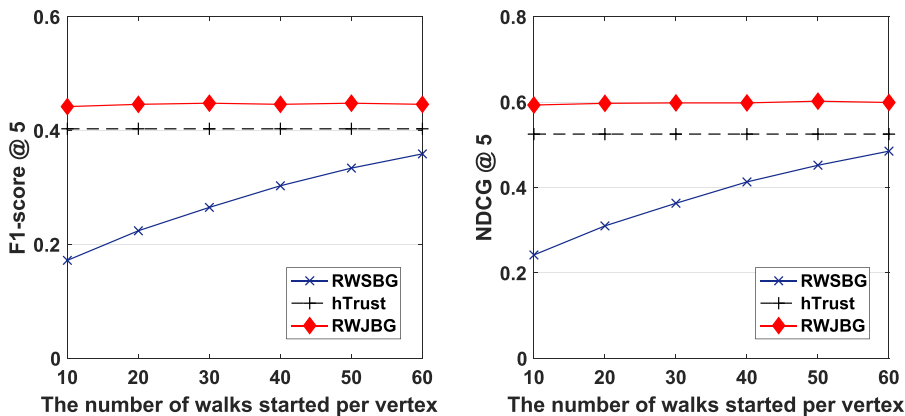 0.6
0.4
0.2
0
F1-score @ 5
10 20 30 40 50 60
The number of walks started per vertex
RWSBG
hTrust
RWJBG
0.8
0.6
0.4
0.2
0
NDCG @ 5
10 20 30 40 50 60
The number of walks started per vertex
RWSBG
hTrust
RWJBG